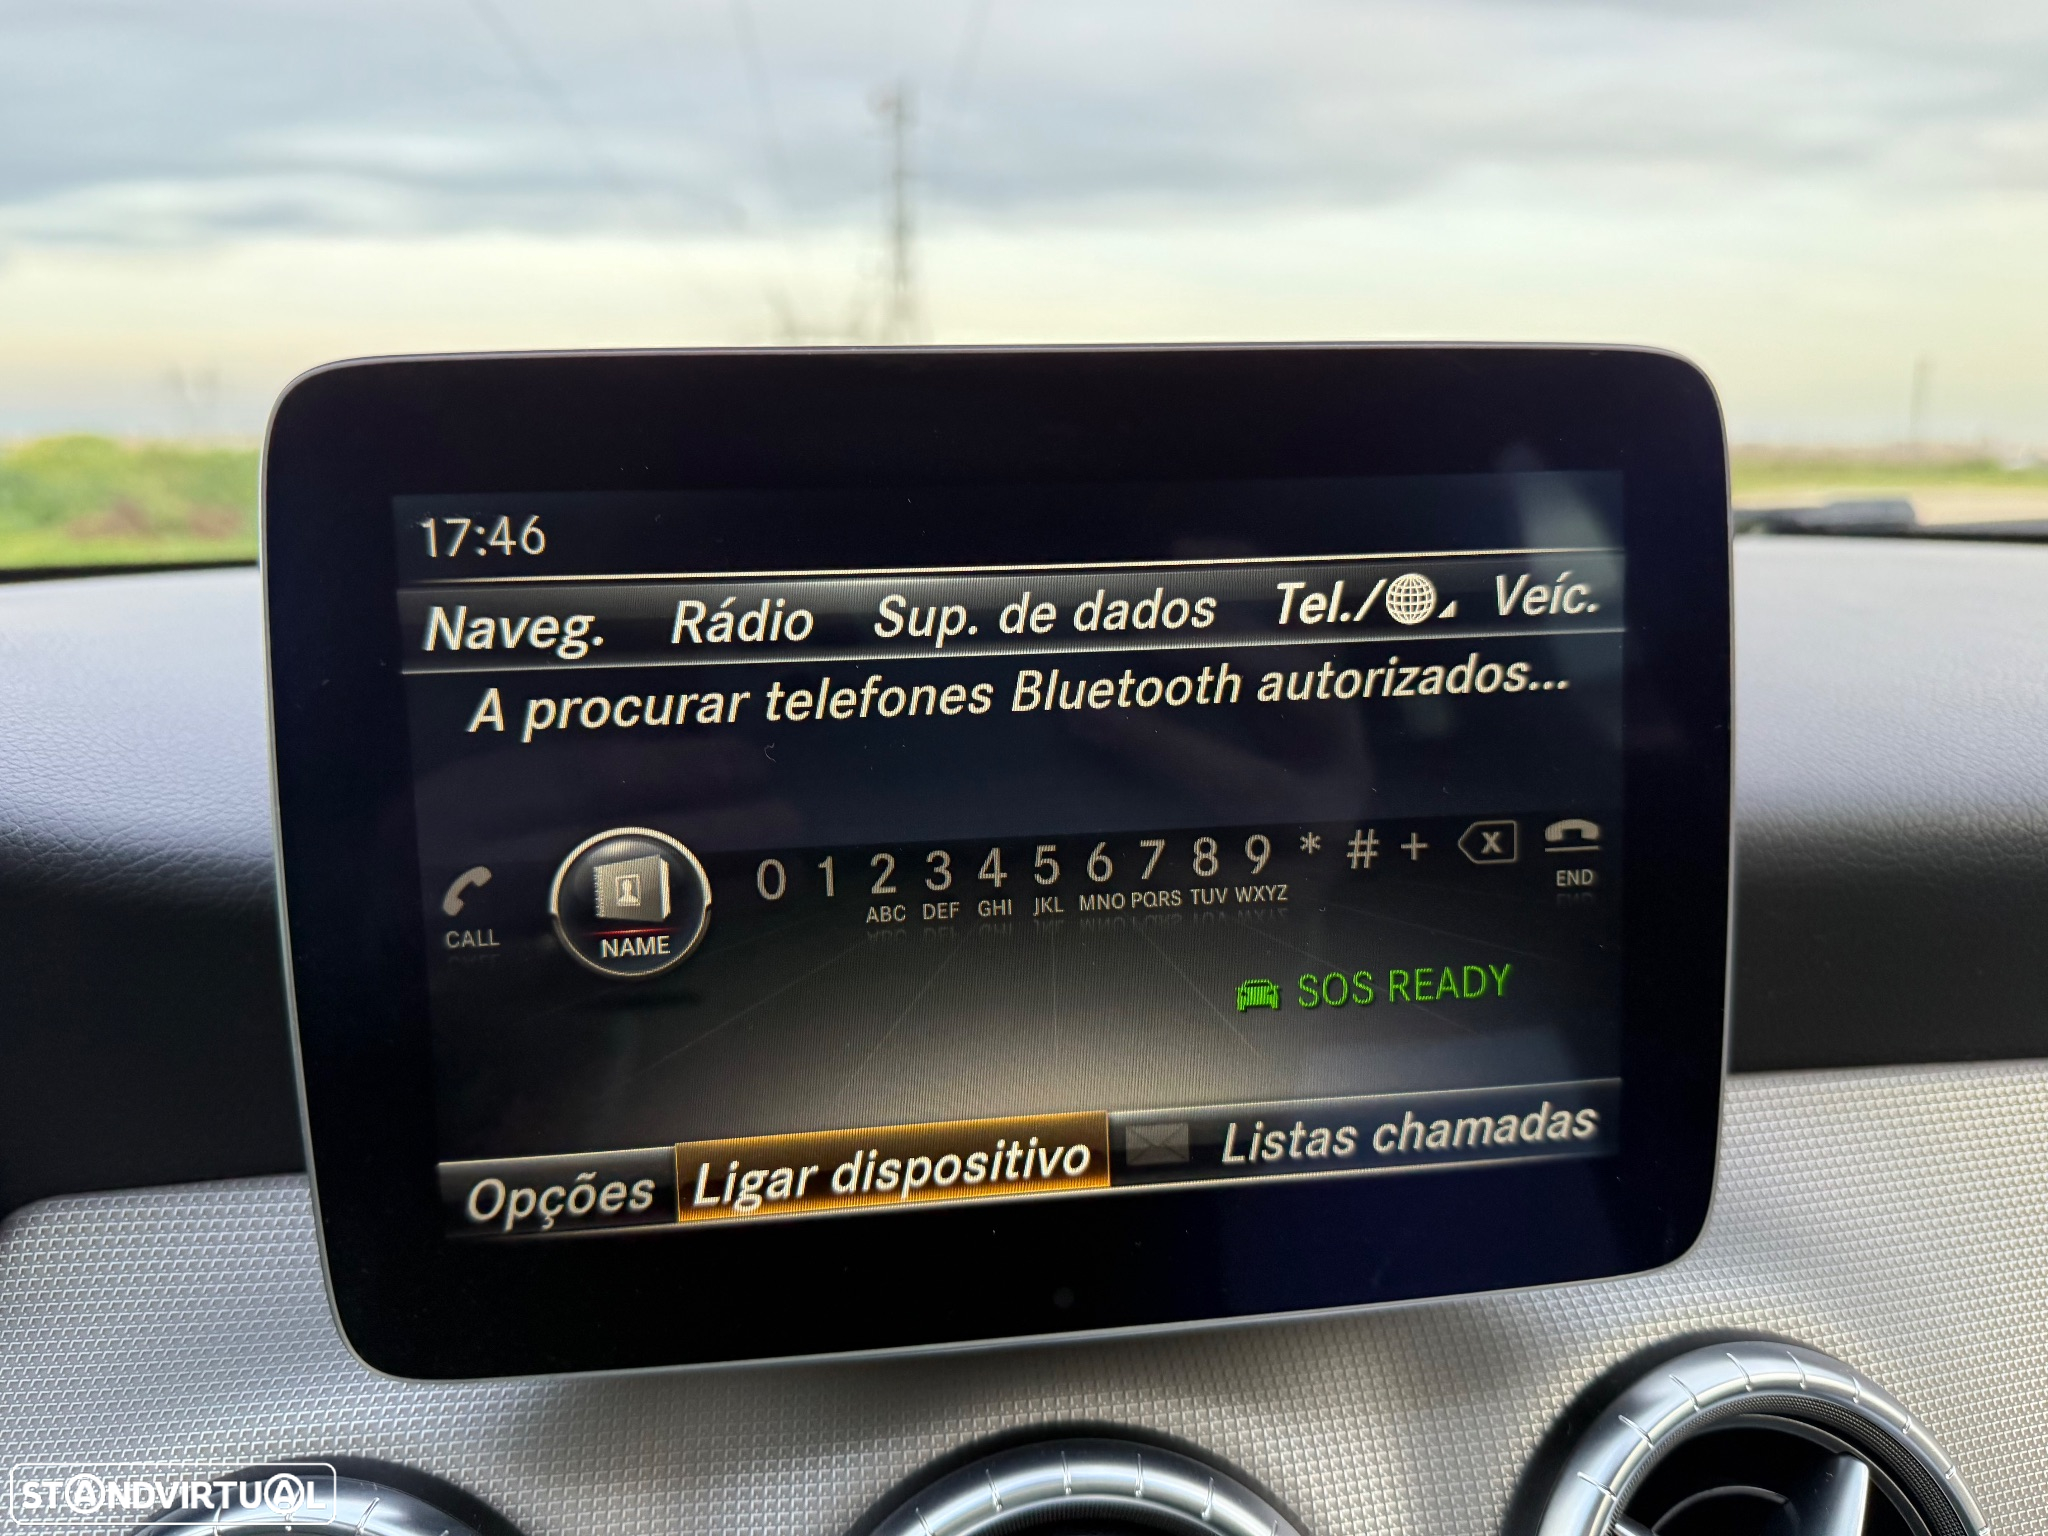 17:46
Naveg. Rádio Sup. de dados Tel./ Veíc.
A procurar telefones Bluetooth autorizados...
0 1 2 3 4 5 6 7 8 9 * # + X
ABC DEF GHI JKL MNO PQRS TUV WXYZ
CALL NAME END
SOS READY
Opções Ligar dispositivo Listas chamadas
STANDVIRTUAL